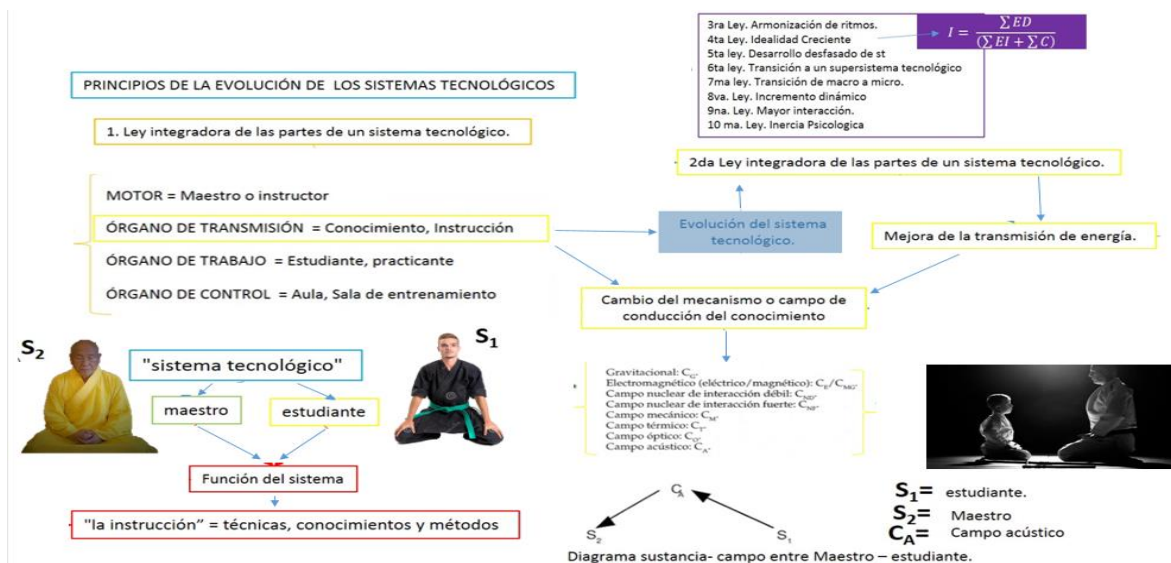 3ra Ley. Armonización de ritmos.
4ta Ley. Idealidad Creciente
5ta ley. Desarrollo desfasado de st
6ta ley. Transición a un supersistema tecnológico
7ma ley. Transición de macro a micro.
8va. Ley. Incremento dinámico
9na. Ley. Mayor interacción.
10 ma. Ley. Inercia Psicologica
I = ∑ ED / (∑ EI + ∑ C)
PRINCIPIOS DE LA EVOLUCIÓN DE LOS SISTEMAS TECNOLÓGICOS
1. Ley integradora de las partes de un sistema tecnológico.
2da Ley integradora de las partes de un sistema tecnológico.
MOTOR = Maestro o instructor
ÓRGANO DE TRANSMISIÓN = Conocimiento, Instrucción
ÓRGANO DE TRABAJO = Estudiante, practicante
ÓRGANO DE CONTROL = Aula, Sala de entrenamiento
Evolución del sistema
tecnológico.
Mejora de la transmisión de energía.
Cambio del mecanismo o campo de
conducción del conocimiento
S2
"sistema tecnológico"
S1
maestro
estudiante
Función del sistema
"la instrucción” = técnicas, conocimientos y métodos
Gravitacional: CG.
Electromagnético (eléctrico/magnético): CE/CMG.
Campo nuclear de interacción débil: CND.
Campo nuclear de interacción fuerte: CNF.
Campo mecánico: CM.
Campo térmico: CT.
Campo óptico: CO.
Campo acústico: CA.
CA
S2
S1
Diagrama sustancia- campo entre Maestro – estudiante.
S1= estudiante.
S2= Maestro
CA= Campo acústico